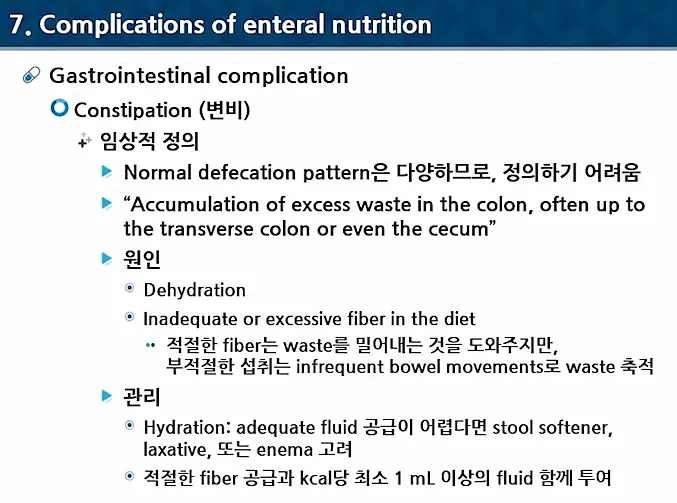 7. Complications of enteral nutrition
Gastrointestinal complication
Constipation (변비)
임상적 정의
Normal defecation pattern은 다양하므로, 정의하기 어려움
“Accumulation of excess waste in the colon, often up to
the transverse colon or even the cecum”
원인
Dehydration
Inadequate or excessive fiber in the diet
적절한 fiber는 waste를 밀어내는 것을 도와주지만,
부적절한 섭취는 infrequent bowel movements로 waste 축적
관리
Hydration: adequate fluid 공급이 어렵다면 stool softener,
laxative, 또는 enema 고려
적절한 fiber 공급과 kcal당 최소 1 mL 이상의 fluid 함께 투여